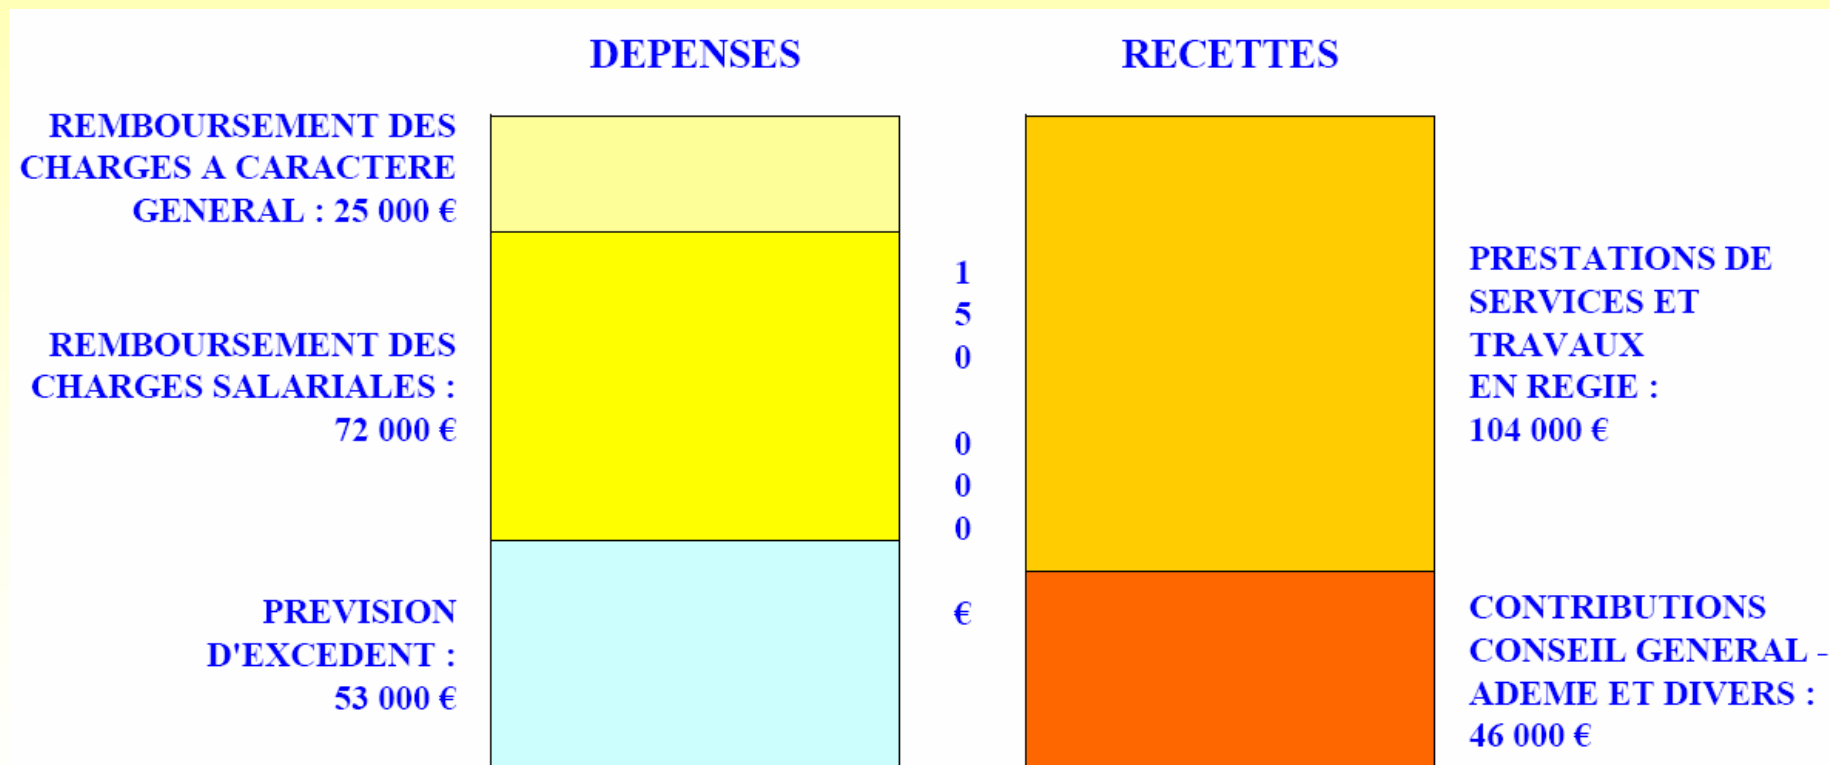 DEPENSES
RECETTES
REMBOURSEMENT DES
CHARGES A CARACTERE
GENERAL : 25 000 €
REMBOURSEMENT DES
CHARGES SALARIALES :
72 000 €
PREVISION
D'EXCEDENT :
53 000 €
1
5
0
0
0
0
€
PRESTATIONS DE
SERVICES ET
TRAVAUX
EN REGIE :
104 000 €
CONTRIBUTIONS
CONSEIL GENERAL -
ADEME ET DIVERS :
46 000 €